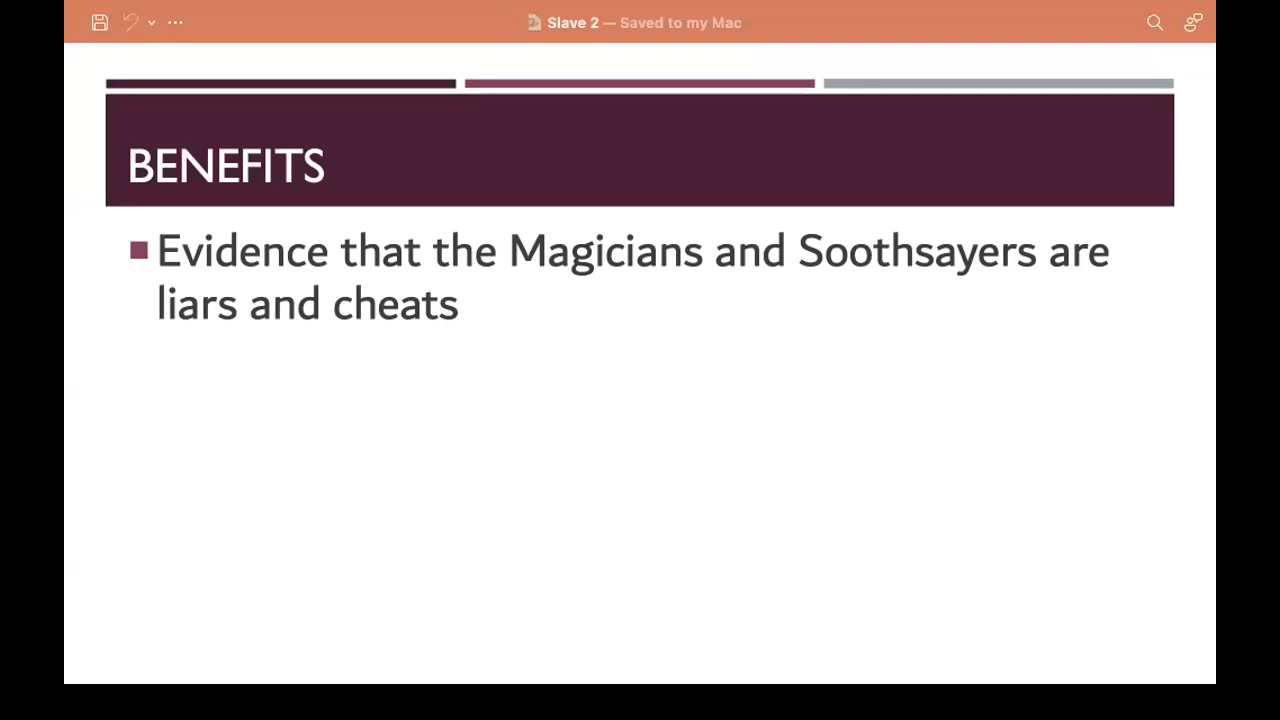 Slave 2 — Saved to my Mac
BENEFITS
Evidence that the Magicians and Soothsayers are
liars and cheats